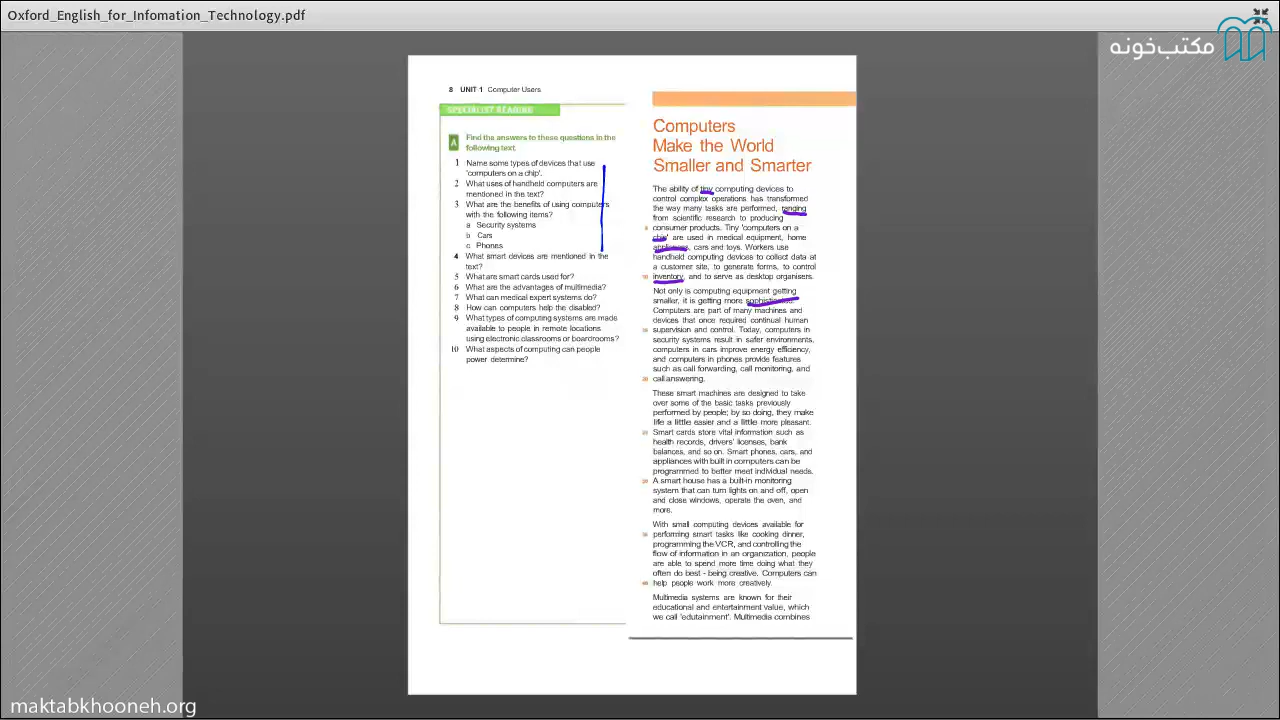 Oxford_English_for_Infomation_Technology.pdf
مکتب‌خونه
8 UNIT 1 Computer Users
SPECIALIST READING
A Find the answers to these questions in the
following text.
1 Name some types of devices that use
'computers on a chip'.
2 What uses of handheld computers are
mentioned in the text?
3 What are the benefits of using computers
with the following items?
a Security systems
b Cars
c Phones
4 What smart devices are mentioned in the
text?
5 What are smart cards used for?
6 What are the advantages of multimedia?
7 What can medical expert systems do?
8 How can computers help the disabled?
9 What types of computing systems are made
available to people in remote locations
using electronic classrooms or boardrooms?
10 What aspects of computing can people
power determine?
Computers
Make the World
Smaller and Smarter
The ability of tiny computing devices to
control complex operations has transformed
the way many tasks are performed, ranging
from scientific research to producing
5 consumer products. Tiny 'computers on a
chip' are used in medical equipment, home
appliances, cars and toys. Workers use
handheld computing devices to collect data at
a customer site, to generate forms, to control
10 inventory, and to serve as desktop organisers.
Not only is computing equipment getting
smaller, it is getting more sophisticated.
Computers are part of many machines and
devices that once required continual human
15 supervision and control. Today, computers in
security systems result in safer environments,
computers in cars improve energy efficiency,
and computers in phones provide features
such as call forwarding, call monitoring, and
20 call answering.
These smart machines are designed to take
over some of the basic tasks previously
performed by people; by so doing, they make
life a little easier and a little more pleasant.
25 Smart cards store vital information such as
health records, drivers' licenses, bank
balances, and so on. Smart phones, cars, and
appliances with built in computers can be
programmed to better meet individual needs.
30 A smart house has a built-in monitoring
system that can turn lights on and off, open
and close windows, operate the oven, and
more.
With small computing devices available for
35 performing smart tasks like cooking dinner,
programming the VCR, and controlling the
flow of information in an organization, people
are able to spend more time doing what they
often do best - being creative. Computers can
40 help people work more creatively.
Multimedia systems are known for their
educational and entertainment value, which
we call 'edutainment'. Multimedia combines
maktabkhooneh.org